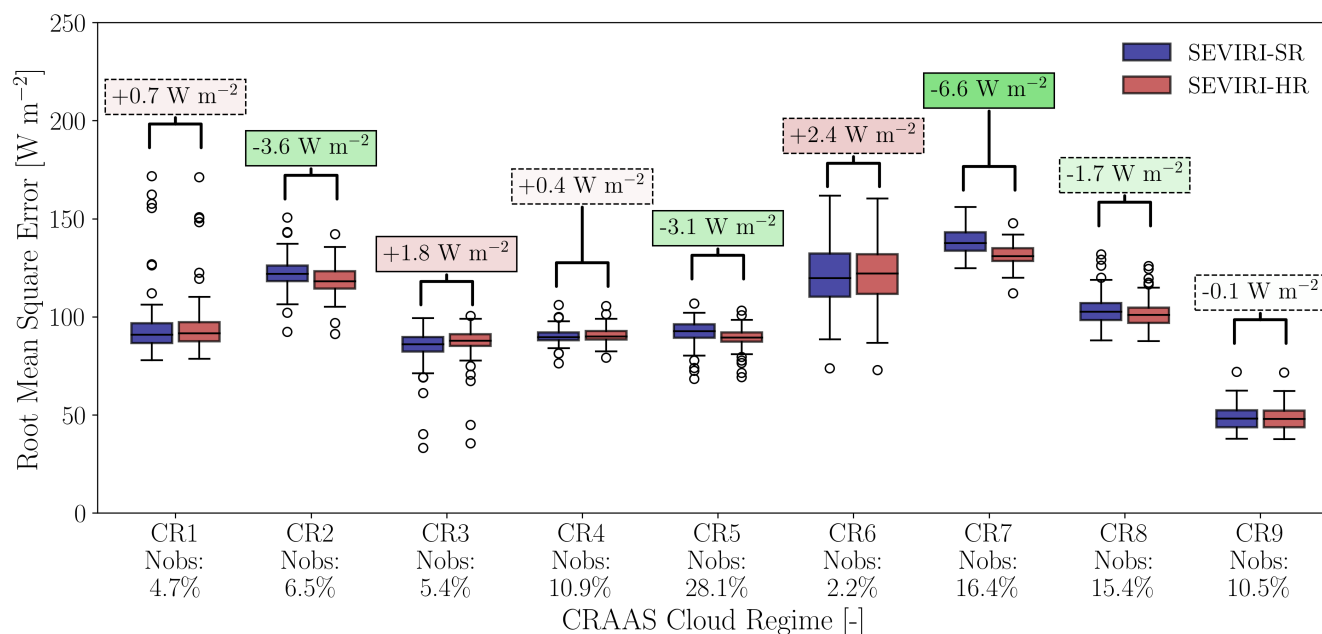 250
200
150
100
50
0
Root Mean Square Error [W m−2]
SEVIRI-SR
SEVIRI-HR
+0.7 W m−2
-3.6 W m−2
+1.8 W m−2
+0.4 W m−2
-3.1 W m−2
+2.4 W m−2
-6.6 W m−2
-1.7 W m−2
-0.1 W m−2
CR1 CR2 CR3 CR4 CR5 CR6 CR7 CR8 CR9
Nobs: Nobs: Nobs: Nobs: Nobs: Nobs: Nobs: Nobs: Nobs:
4.7% 6.5% 5.4% 10.9% 28.1% 2.2% 16.4% 15.4% 10.5%
CRAAS Cloud Regime [-]